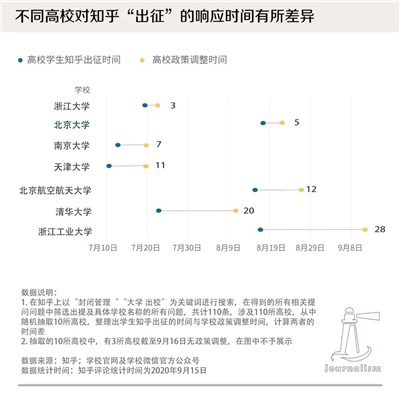 不同高校对知乎“出征”的响应时间有所差异
高校学生知乎出征时间 高校政策调整时间
学校
浙江大学 3
北京大学 5
南京大学 7
天津大学 11
北京航空航天大学 12
清华大学 20
浙江工业大学 28
7月10日 7月20日 7月30日 8月9日 8月19日 8月29日 9月8日
数据说明：
1. 在知乎上以“封闭管理 ”“大学 出校”为关键词进行搜索，在得到的所有相关提
问问题中筛选出提及具体学校名称的所有问题，共计110条，涉及110所高校，从中
随机抽取10所高校，整理出学生知乎出征的时间与学校政策调整时间，计算两者的
时间差
2. 抽取的10所高校中，有3所高校截至9月16日无政策调整，在图中不予展示
数据来源：知乎；学校官网及学校微信官方公众号
数据统计时间：知乎评论统计时间为2020年9月15日
Journalism